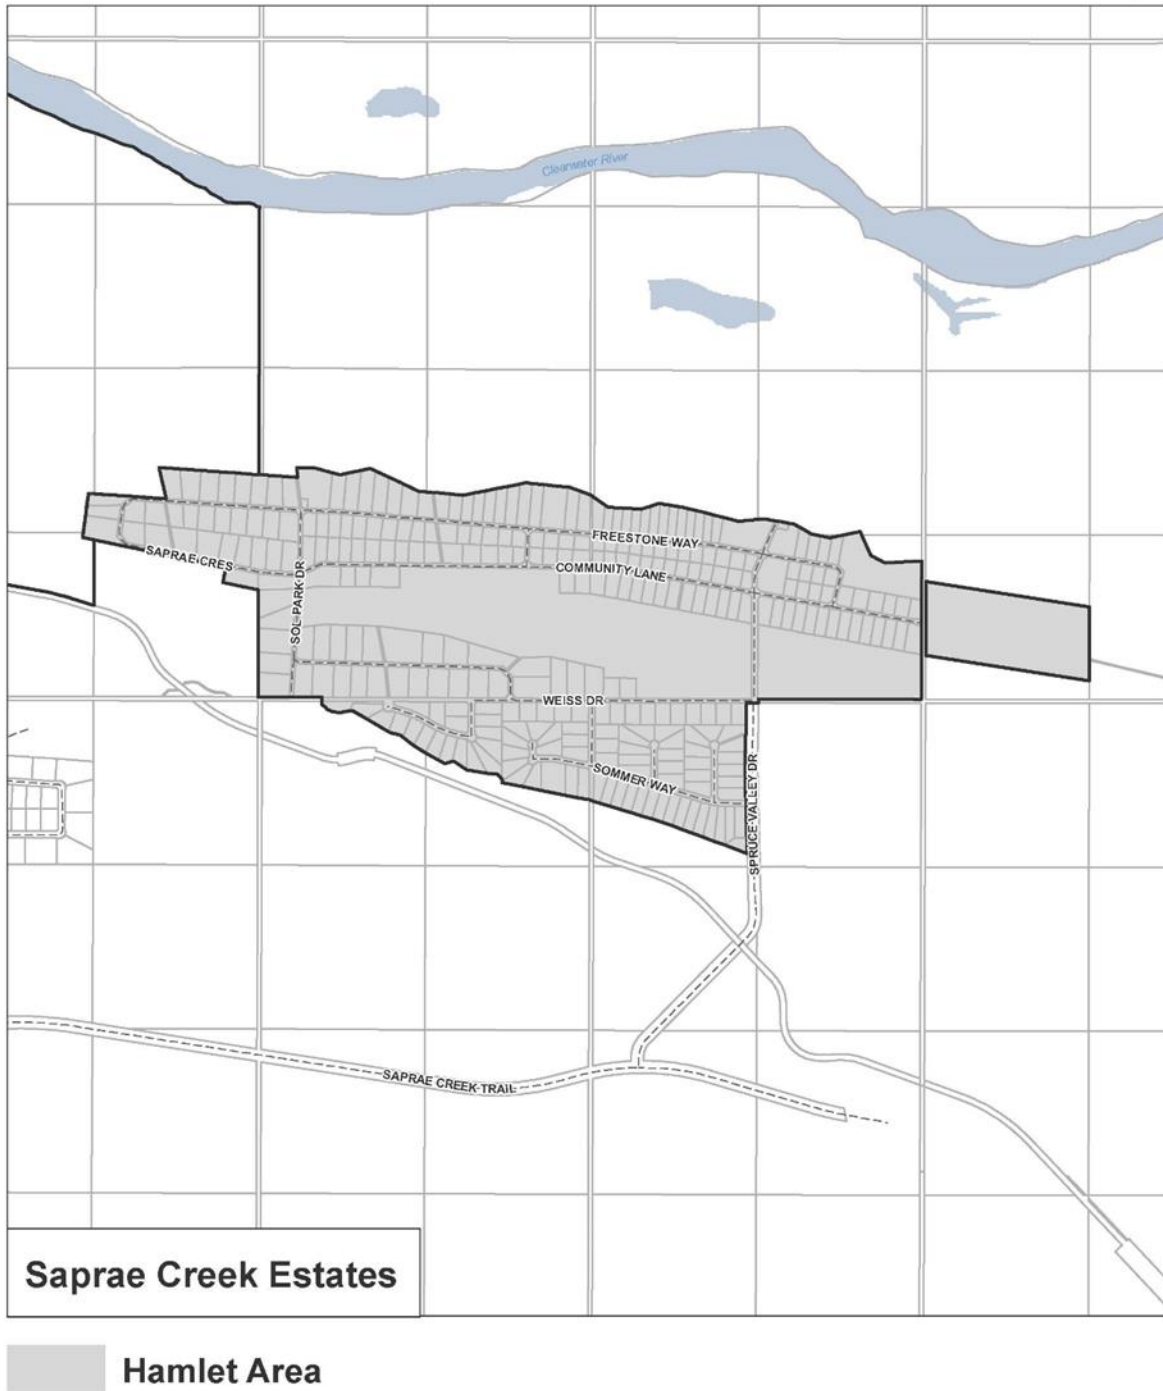 Clearwater River
FREESTONE WAY
SAPRAE CRES
COMMUNITY LANE
SOL PARK DR
WEISS DR
SOMMER WAY
SPRUCE VALLEY DR
SAPRAE CREEK TRAIL
Saprae Creek Estates
Hamlet Area